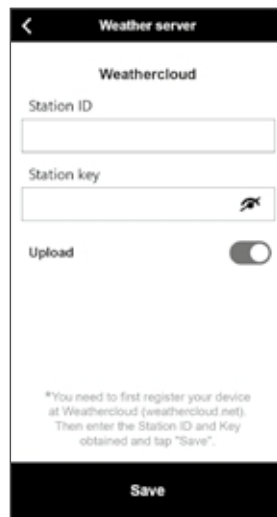 Weather server
Weathercloud
Station ID
Station key
Upload
*You need to first register your device
at Weathercloud (weathercloud.net).
Then enter the Station ID and Key
obtained and tap "Save".
Save